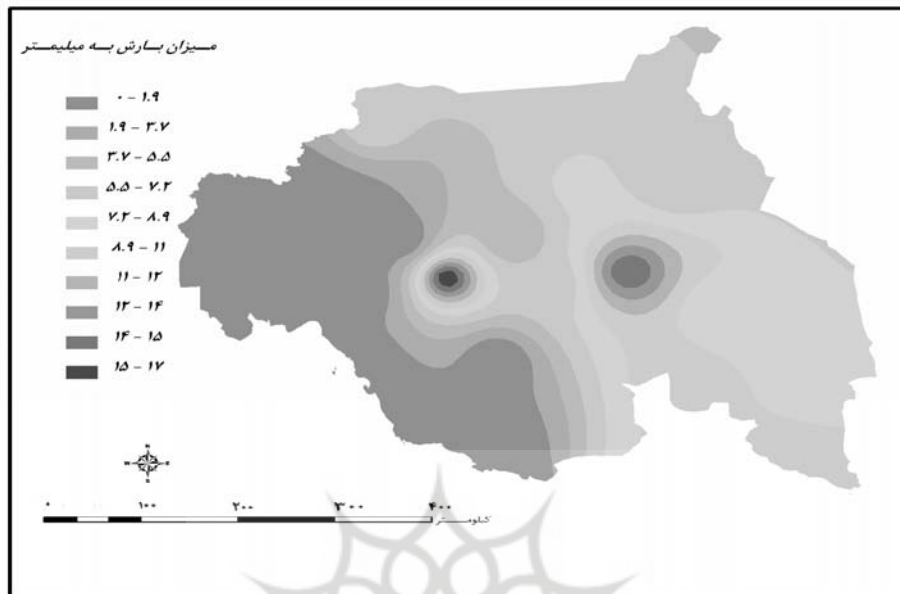 میزان بارش به میلیمتر
۰ - ۱.۹
۱.۹ - ۳.۷
۳.۷ - ۵.۵
۵.۵ - ۷.۲
۷.۲ - ۸.۹
۸.۹ - ۱۱
۱۱ - ۱۲
۱۲ - ۱۴
۱۴ - ۱۵
۱۵ - ۱۷
N
W E
S
۰ ۱۰۰ ۲۰۰ ۳۰۰ ۴۰۰
کیلومتر